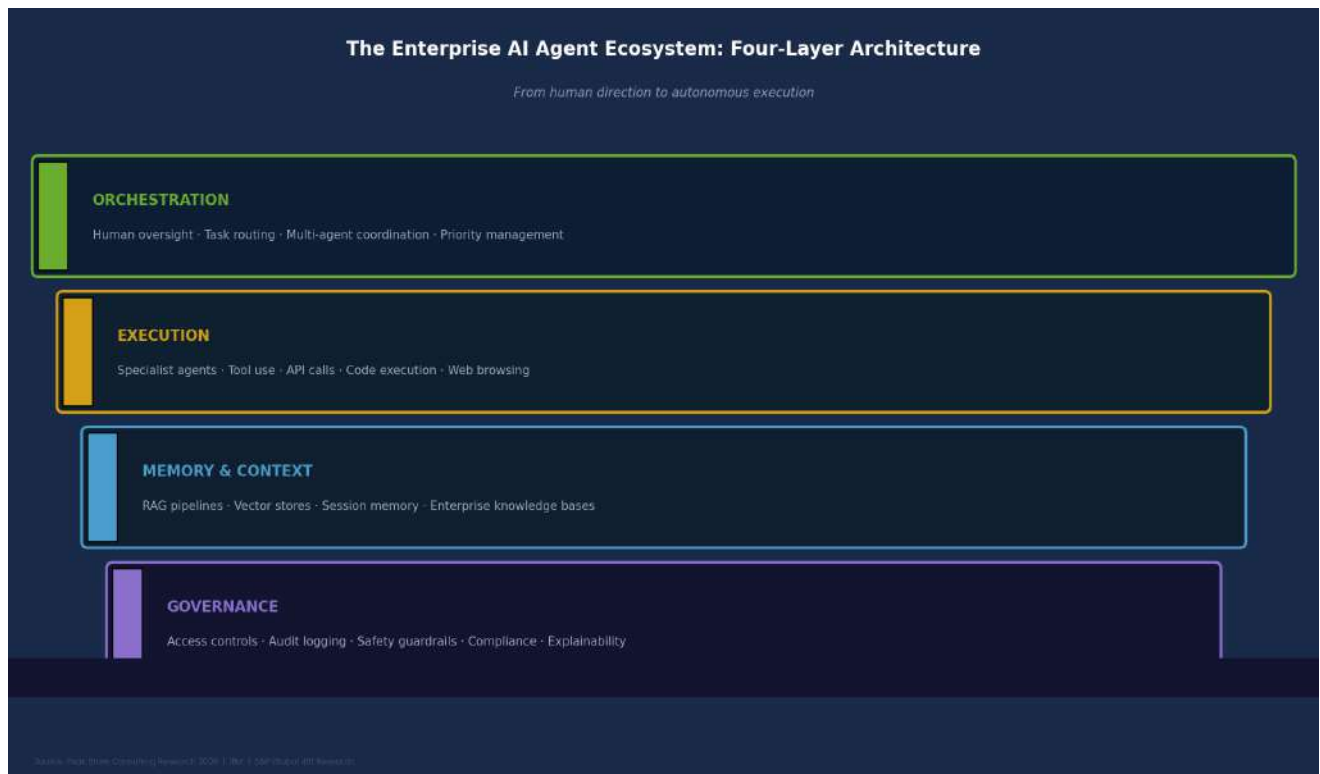 The Enterprise AI Agent Ecosystem: Four-Layer Architecture
From human direction to autonomous execution
ORCHESTRATION
Human oversight · Task routing · Multi-agent coordination · Priority management
EXECUTION
Specialist agents · Tool use · API calls · Code execution · Web browsing
MEMORY & CONTEXT
RAG pipelines · Vector stores · Session memory · Enterprise knowledge bases
GOVERNANCE
Access controls · Audit logging · Safety guardrails · Compliance · Explainability